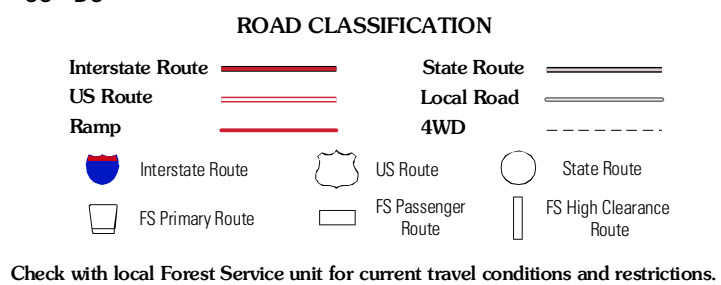 ROAD CLASSIFICATION
Interstate Route
State Route
US Route
Local Road
Ramp
4WD
Interstate Route
US Route
State Route
FS Primary Route
FS Passenger
Route
FS High Clearance
Route
Check with local Forest Service unit for current travel conditions and restrictions.